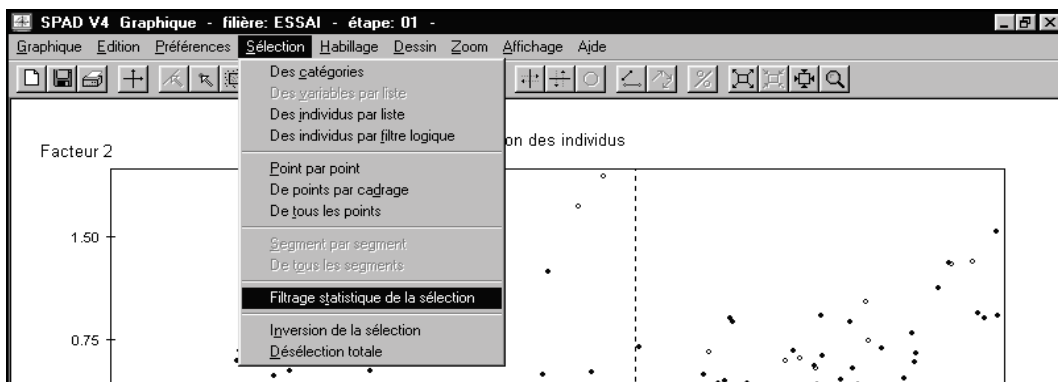 SPAD V4 Graphique - filière: ESSAI - étape: 01 -
Graphique Edition Préférences Sélection Habillage Dessin Zoom Affichage Aide
Des catégories
Des variables par liste
Des individus par liste
Des individus par filtre logique
on des individus
Facteur 2
Point par point
De points par cadrage
De tous les points
1.50
Segment par segment
De tous les segments
Filtrage statistique de la sélection
Inversion de la sélection
0.75
Désélection totale